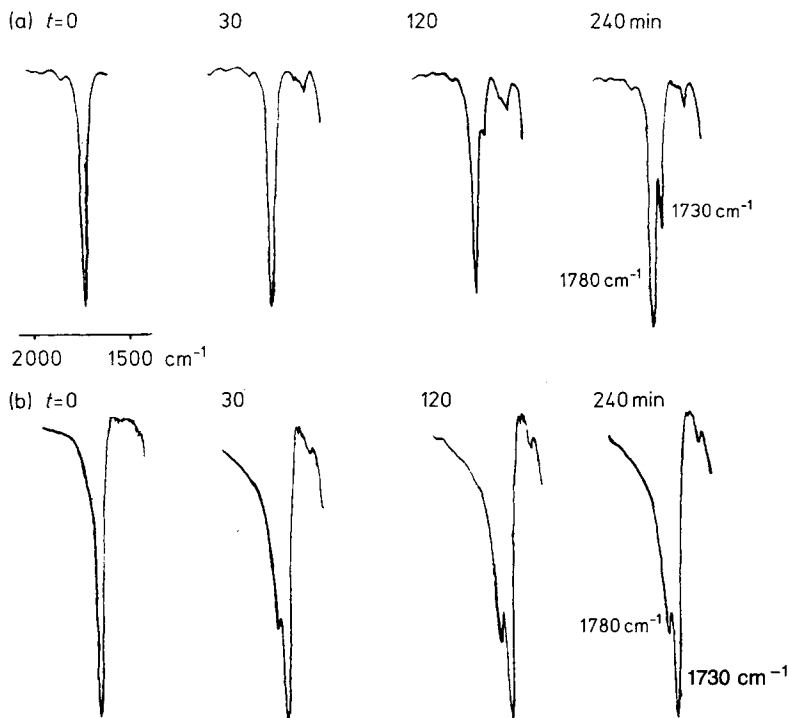 (a) t=0 30 120 240 min
1730 cm⁻¹
1780 cm⁻¹
2000 1500 cm⁻¹
(b) t=0 30 120 240 min
1780 cm⁻¹
1730 cm⁻¹